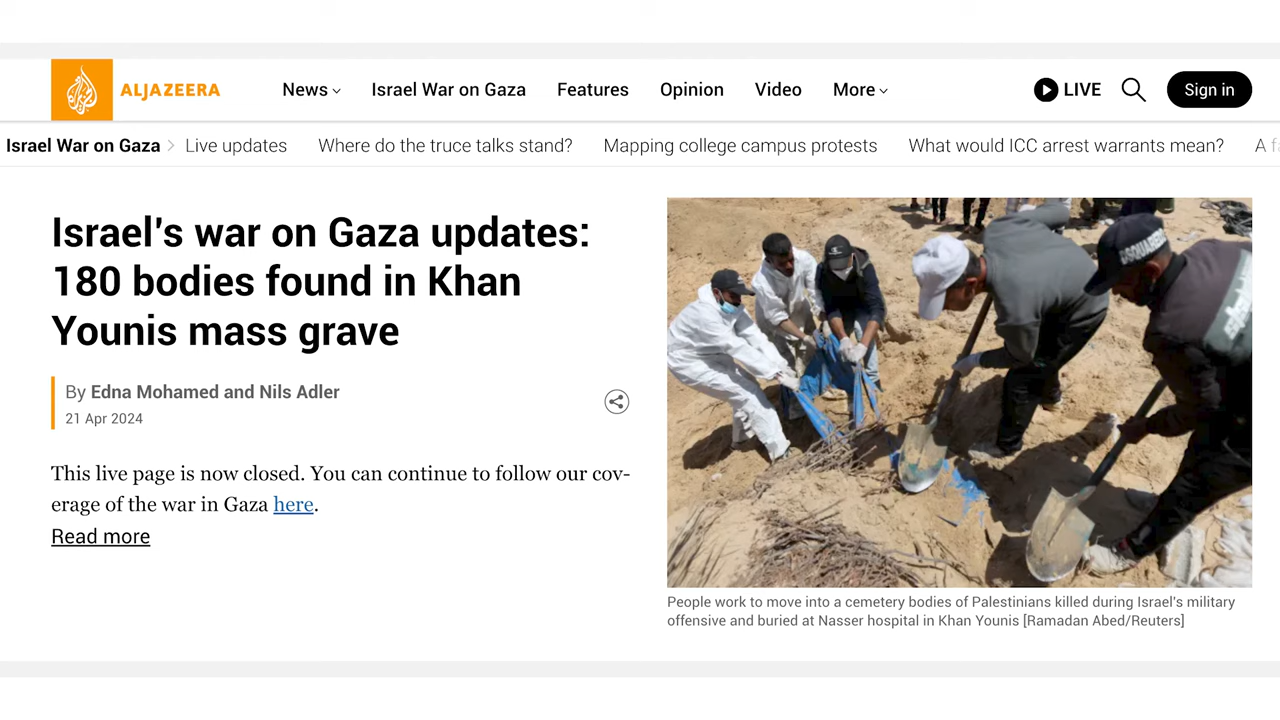 ALJAZEERA
News
Israel War on Gaza
Features
Opinion
Video
More
LIVE
Sign in
Israel War on Gaza
Live updates
Where do the truce talks stand?
Mapping college campus protests
What would ICC arrest warrants mean?
A fa
Israel's war on Gaza updates:
180 bodies found in Khan
Younis mass grave
By Edna Mohamed and Nils Adler
21 Apr 2024
This live page is now closed. You can continue to follow our cov-
erage of the war in Gaza here.
Read more
DSQUARED2
People work to move into a cemetery bodies of Palestinians killed during Israel's military
offensive and buried at Nasser hospital in Khan Younis [Ramadan Abed/Reuters]